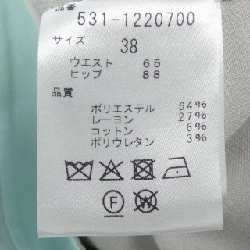 品番
531-1220700
サイズ
38
ウエスト 65
ヒップ 88
品質
ポリエステル 64%
レーヨン 27%
コットン 6%
ポリウレタン 3%
F
W